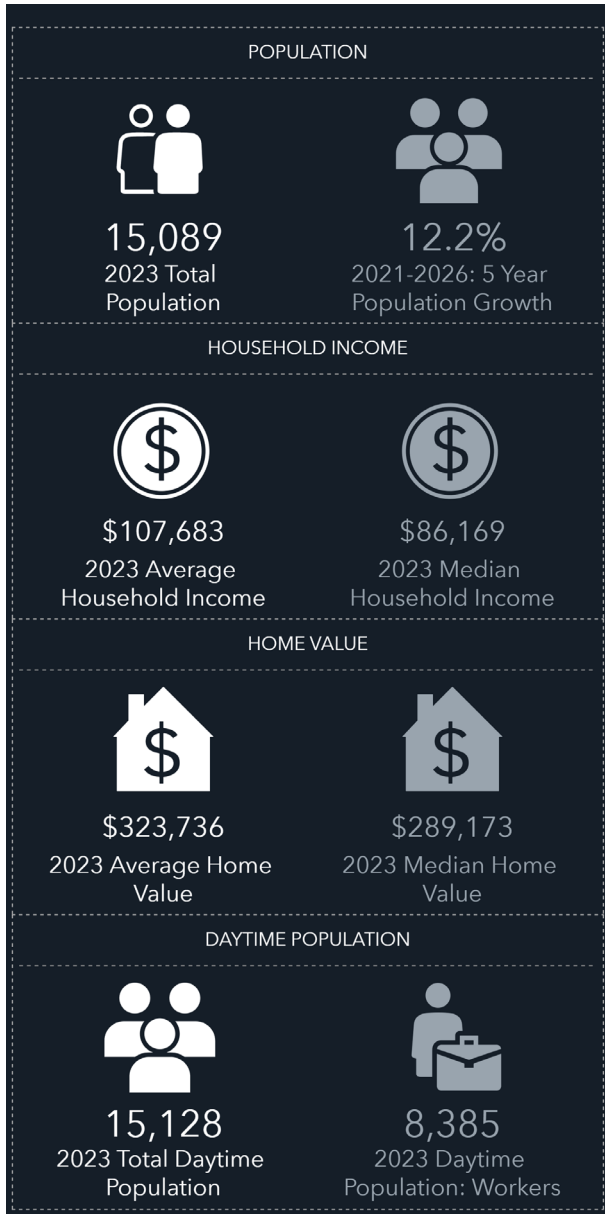 POPULATION
15,089
2023 Total
Population
12.2%
2021-2026: 5 Year
Population Growth
HOUSEHOLD INCOME
$
$107,683
2023 Average
Household Income
$
$86,169
2023 Median
Household Income
HOME VALUE
$
$323,736
2023 Average Home
Value
$
$289,173
2023 Median Home
Value
DAYTIME POPULATION
15,128
2023 Total Daytime
Population
8,385
2023 Daytime
Population: Workers